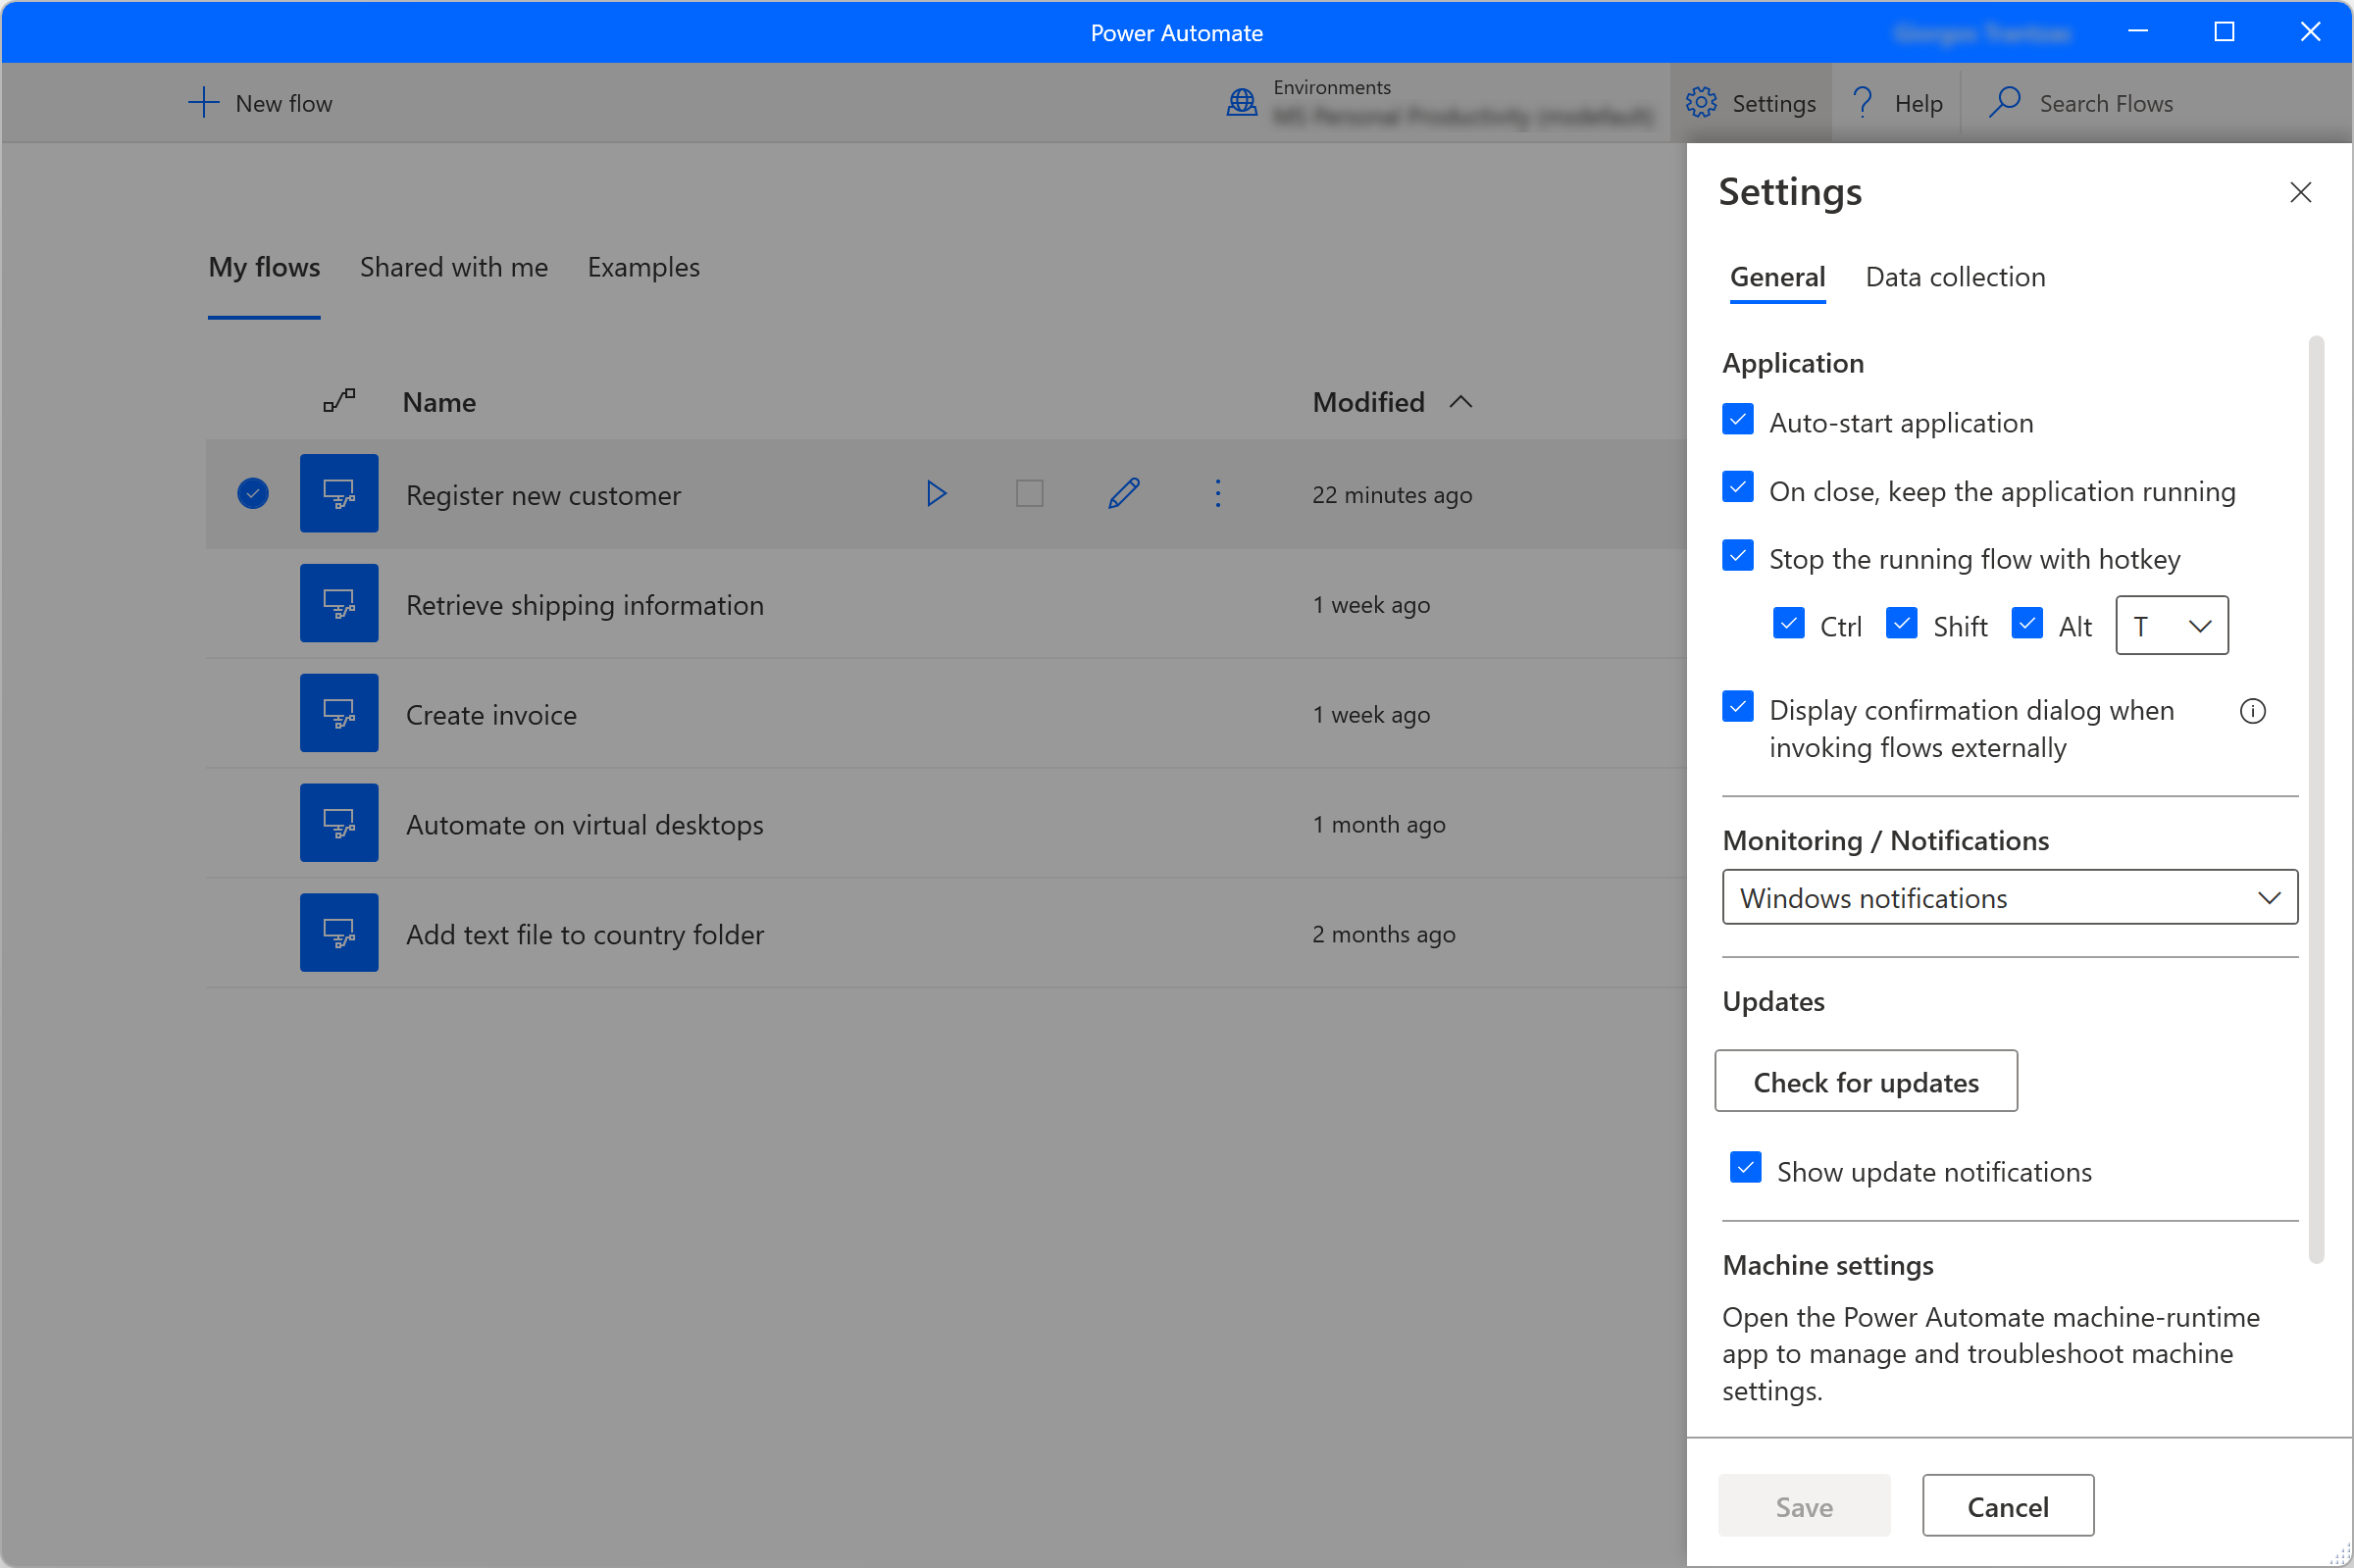 Power Automate
New flow
Environments
Settings
Help
Search Flows
My flows
Shared with me
Examples
Name
Modified
Register new customer
22 minutes ago
Retrieve shipping information
1 week ago
Create invoice
1 week ago
Automate on virtual desktops
1 month ago
Add text file to country folder
2 months ago
Settings
General
Data collection
Application
Auto-start application
On close, keep the application running
Stop the running flow with hotkey
Ctrl
Shift
Alt
T
Display confirmation dialog when
invoking flows externally
Monitoring / Notifications
Windows notifications
Updates
Check for updates
Show update notifications
Machine settings
Open the Power Automate machine-runtime
app to manage and troubleshoot machine
settings.
Save
Cancel